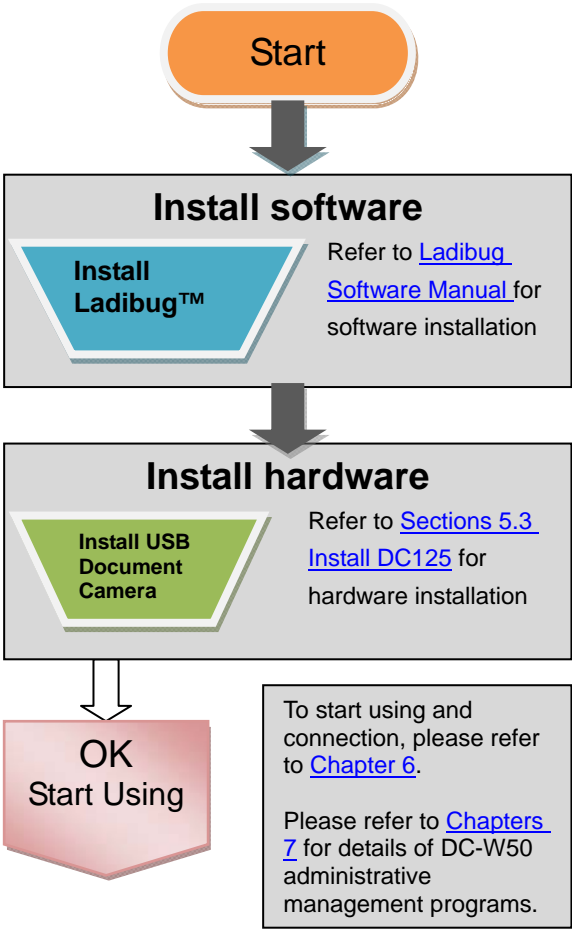 Start
Install software
Install
Ladibug™
Refer to Ladibug
Software Manual for
software installation
Install hardware
Install USB
Document
Camera
Refer to Sections 5.3
Install DC125 for
hardware installation
OK
Start Using
To start using and
connection, please refer
to Chapter 6.
Please refer to Chapters
7 for details of DC-W50
administrative
management programs.